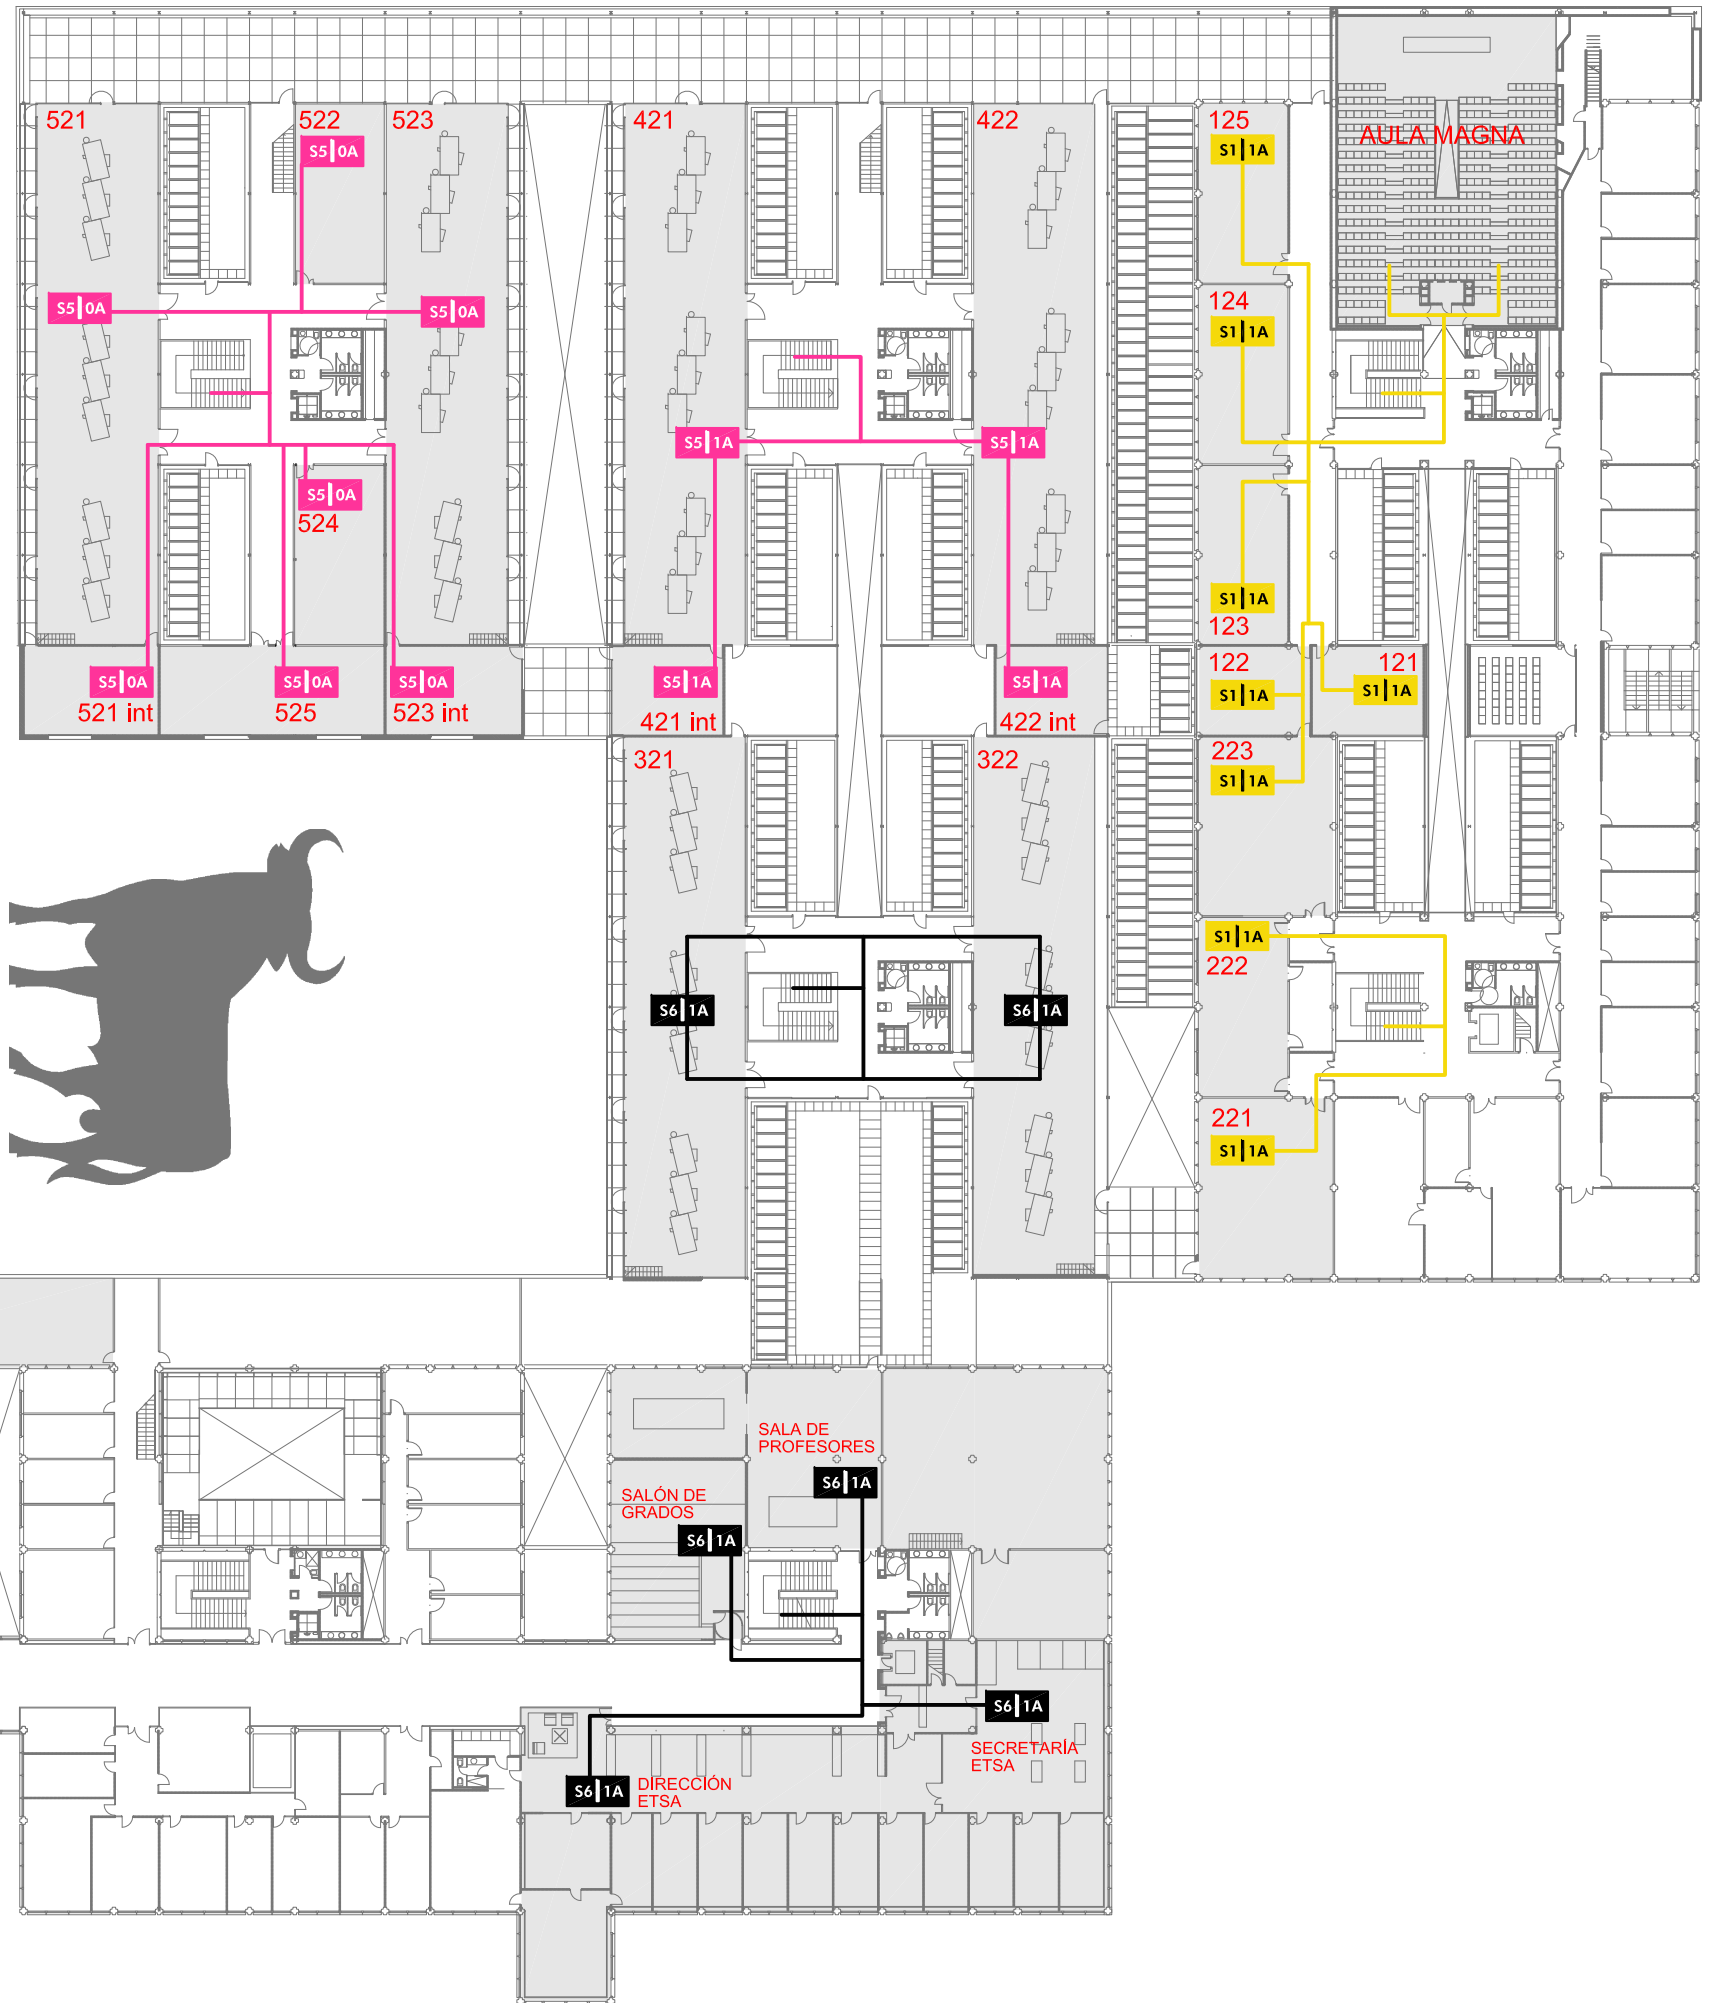 521
522
523
S5 0A
S5 0A
S5 0A
S5 0A
524
S5 0A
S5 0A
S5 0A
521 int
525
523 int
421
422
S5 1A
S5 1A
S5 1A
S5 1A
421 int
422 int
125
S1 1A
AULA MAGNA
124
S1 1A
S1 1A
123
122
S1 1A
121
S1 1A
223
S1 1A
S1 1A
222
221
S1 1A
321
322
S6 1A
S6 1A
SALA DE
PROFESORES
S6 1A
SALÓN DE
GRADOS
S6 1A
S6 1A
SECRETARÍA
ETSA
S6 1A
DIRECCIÓN
ETSA